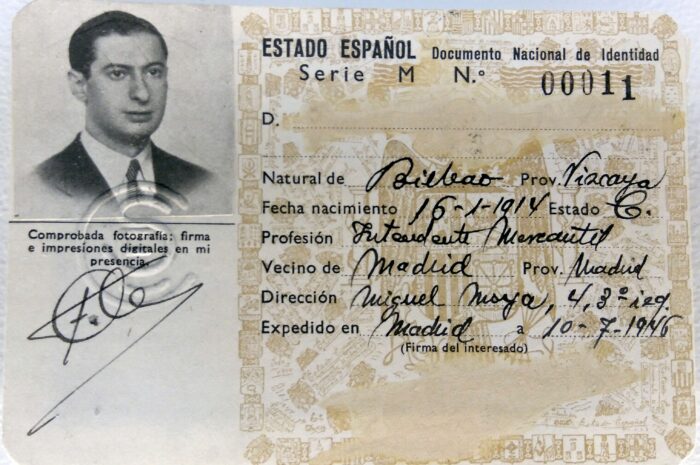 ESTADO ESPAÑOL Documento Nacional de Identidad
Serie M N.º 00011
D.
Natural de Bilbao Prov. Vizcaya
Fecha nacimiento 16-1-1914 Estado C.
Profesión Intendente Mercantil
Vecino de Madrid Prov. Madrid
Dirección Miguel Moya, 4, 3º izq.
Expedido en Madrid a 10-7-1946
(Firma del interesado)
Comprobada fotografía; firma
e impresiones digitales en mi
presencia.